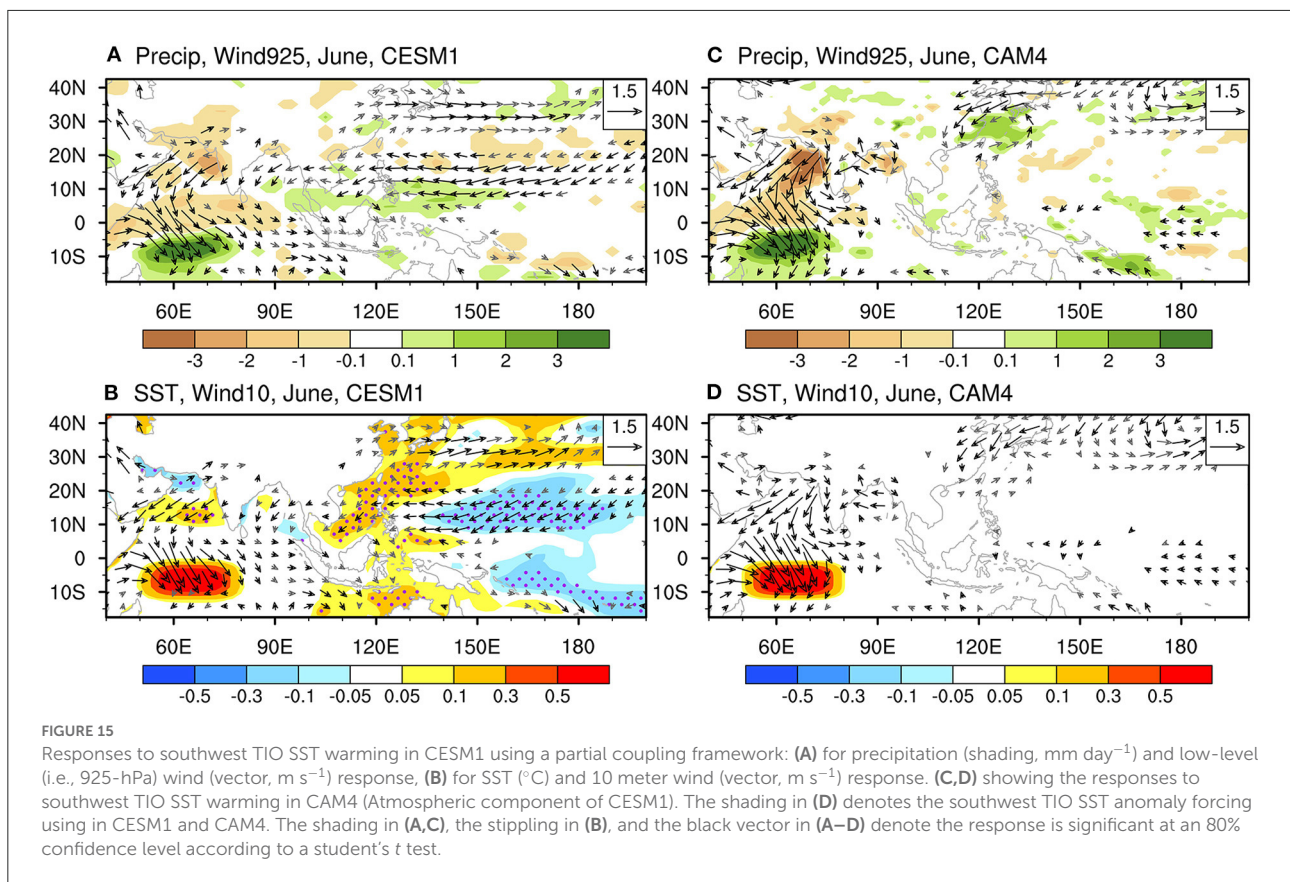 A Precip, Wind925, June, CESM1
1.5
40N
30N
20N
10N
0
10S
60E 90E 120E 150E 180
-3 -2 -1 -0.1 0.1 1 2 3
C Precip, Wind925, June, CAM4
1.5
40N
30N
20N
10N
0
10S
60E 90E 120E 150E 180
-3 -2 -1 -0.1 0.1 1 2 3
B SST, Wind10, June, CESM1
1.5
40N
30N
20N
10N
0
10S
60E 90E 120E 150E 180
-0.5 -0.3 -0.1 -0.05 0.05 0.1 0.3 0.5
D SST, Wind10, June, CAM4
1.5
40N
30N
20N
10N
0
10S
60E 90E 120E 150E 180
-0.5 -0.3 -0.1 -0.05 0.05 0.1 0.3 0.5
FIGURE 15
Responses to southwest TIO SST warming in CESM1 using a partial coupling framework: (A) for precipitation (shading, mm day⁻¹) and low-level
(i.e., 925-hPa) wind (vector, m s⁻¹) response, (B) for SST (°C) and 10 meter wind (vector, m s⁻¹) response. (C,D) showing the responses to
southwest TIO SST warming in CAM4 (Atmospheric component of CESM1). The shading in (D) denotes the southwest TIO SST anomaly forcing
using in CESM1 and CAM4. The shading in (A,C), the stippling in (B), and the black vector in (A–D) denote the response is significant at an 80%
confidence level according to a student's t test.